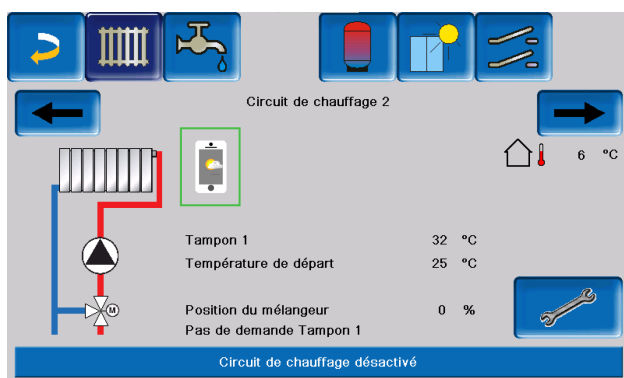 Circuit de chauffage 2
6 °C
Tampon 1 32 °C
Température de départ 25 °C
M
Position du mélangeur 0 %
Pas de demande Tampon 1
Circuit de chauffage désactivé